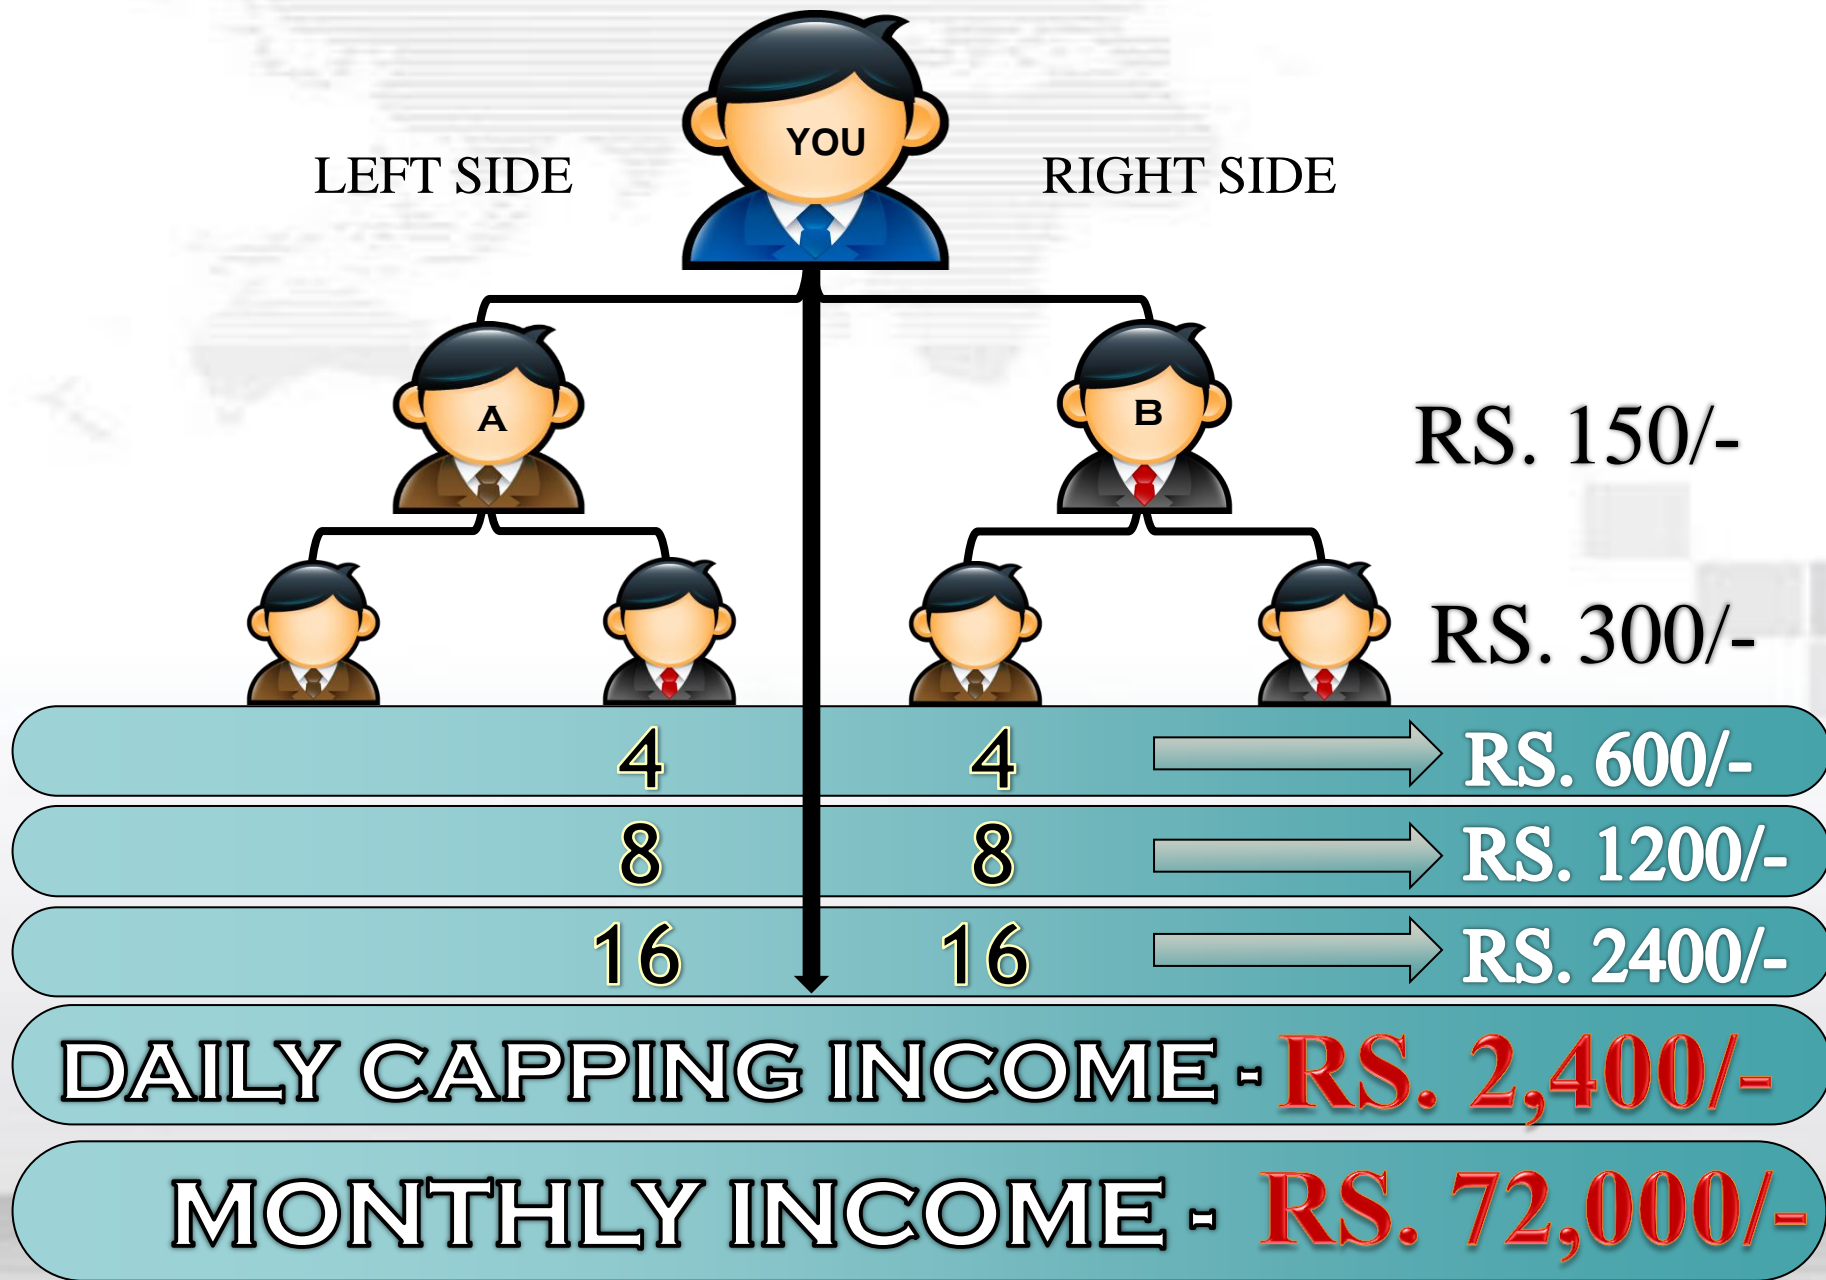 YOU
LEFT SIDE RIGHT SIDE
A B RS. 150/-
RS. 300/-
4 4 RS. 600/-
8 8 RS. 1200/-
16 16 RS. 2400/-
DAILY CAPPING INCOME - RS. 2,400/-
MONTHLY INCOME - RS. 72,000/-